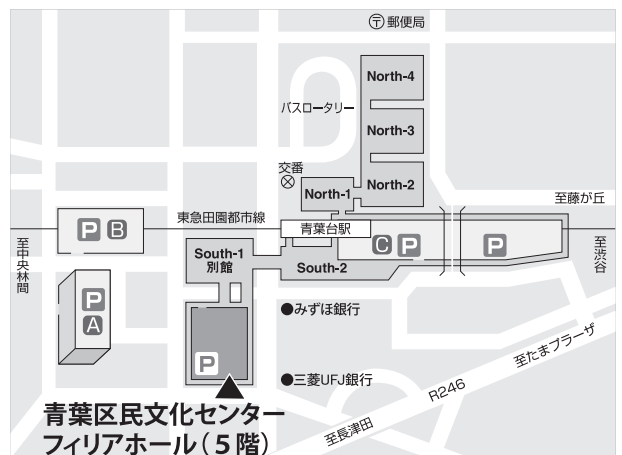 〒郵便局
North-4
バスロータリー
North-3
交番
North-1
North-2
至藤が丘
東急田園都市線
青葉台駅
P B
South-1
別館
South-2
C P
P
至中央林間
至渋谷
P
A
●みずほ銀行
至たまプラーザ
P
●三菱UFJ銀行
R246
至長津田
青葉区民文化センター
フィリアホール(5階)